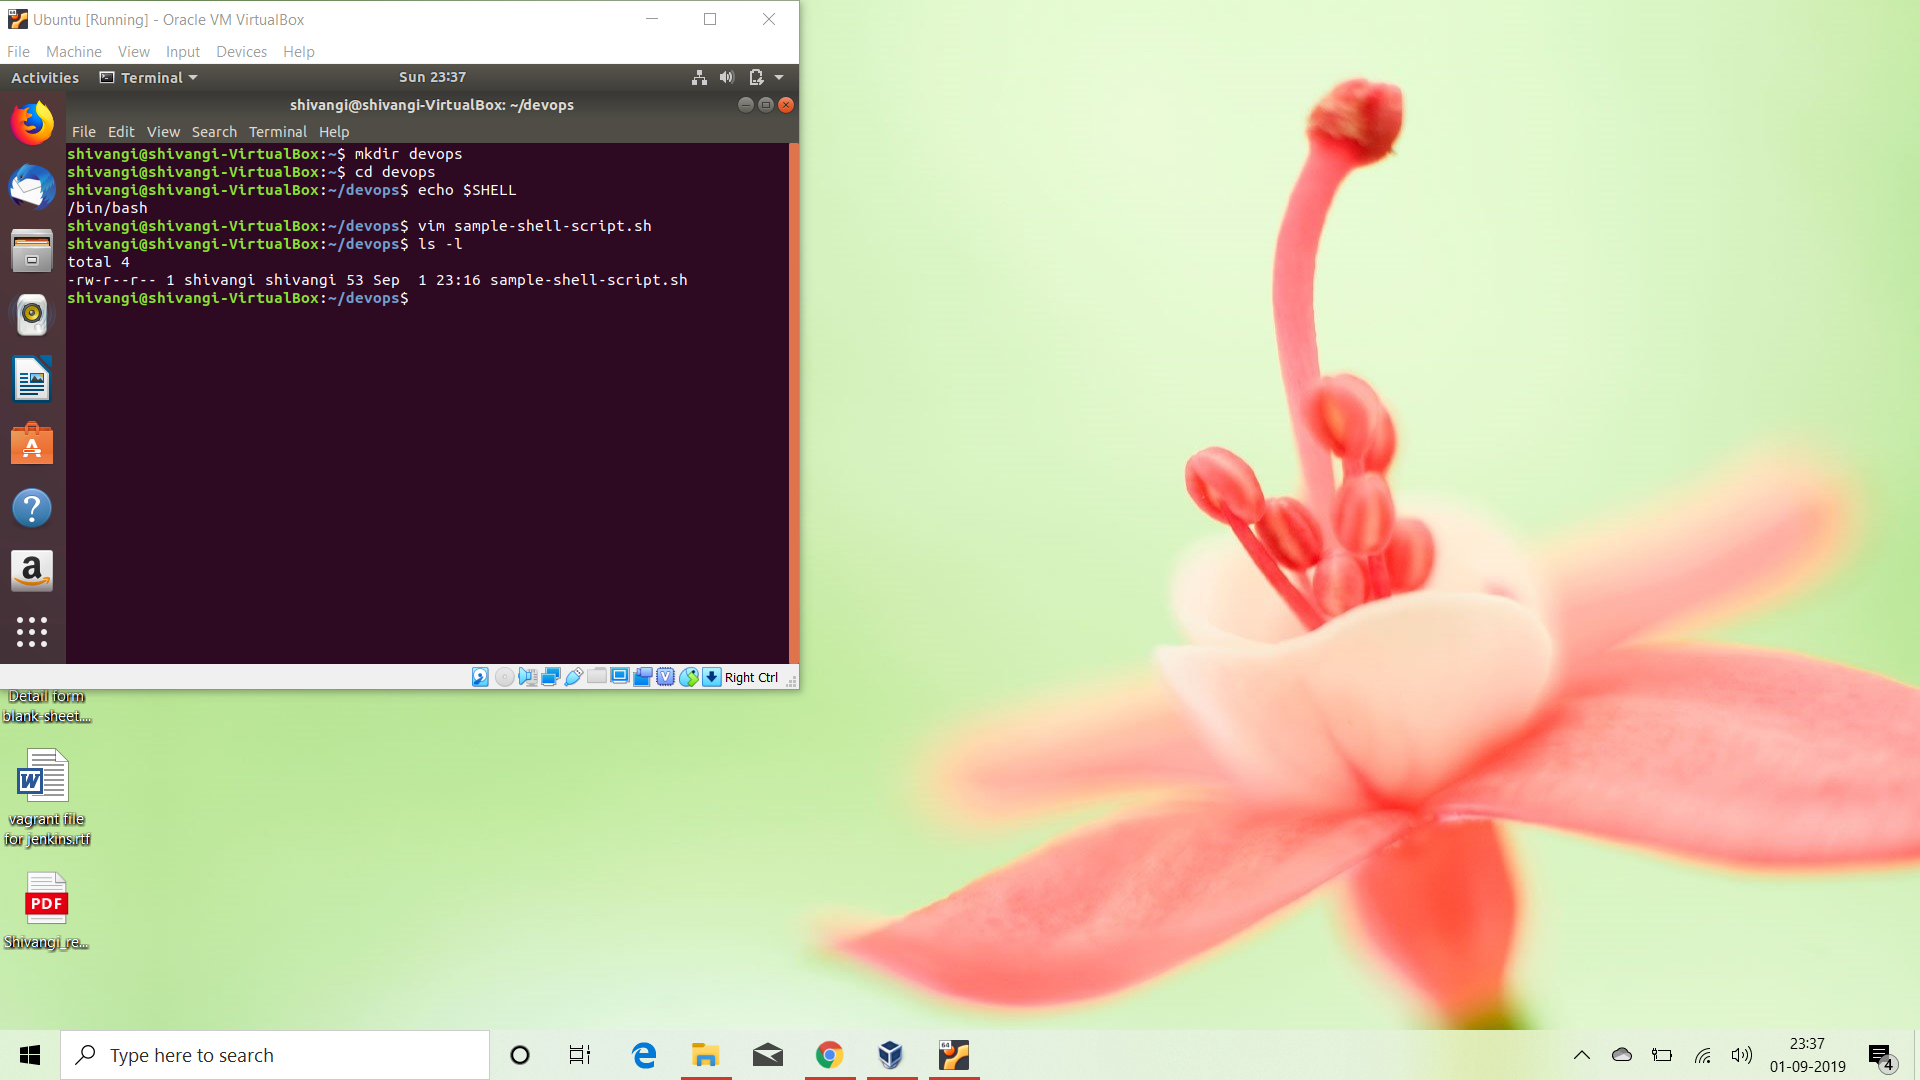 Ubuntu [Running] - Oracle VM VirtualBox
File Machine View Input Devices Help
Activities Terminal Sun 23:37
shivangi@shivangi-VirtualBox: ~/devops
File Edit View Search Terminal Help
shivangi@shivangi-VirtualBox:~$ mkdir devops
shivangi@shivangi-VirtualBox:~$ cd devops
shivangi@shivangi-VirtualBox:~/devops$ echo $SHELL
/bin/bash
shivangi@shivangi-VirtualBox:~/devops$ vim sample-shell-script.sh
shivangi@shivangi-VirtualBox:~/devops$ ls -l
total 4
-rw-r--r-- 1 shivangi shivangi 53 Sep  1 23:16 sample-shell-script.sh
shivangi@shivangi-VirtualBox:~/devops$
Right Ctrl
Detail form
blank-sheet....
W
vagrant file
for jenkins.rtf
PDF
Shivangi_re...
Type here to search
64
23:37
01-09-2019
4